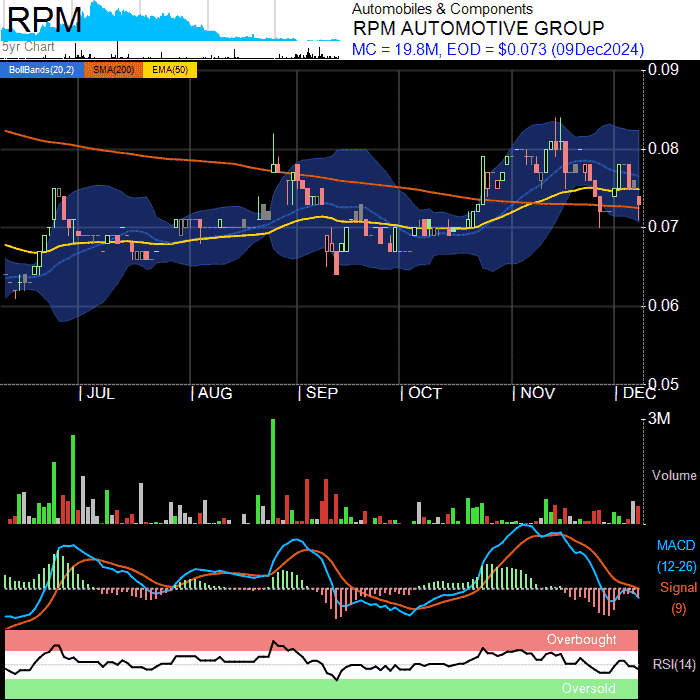 RPM
5yr Chart
Automobiles & Components
RPM AUTOMOTIVE GROUP
MC = 19.8M, EOD = $0.073 (09Dec2024)
BollBands(20,2) SMA(200) EMA(50)
0.09
0.08
0.07
0.06
0.05
JUL AUG SEP OCT NOV DEC
3M
Volume
MACD
(12-26)
Signal
(9)
Overbought
RSI(14)
Oversold